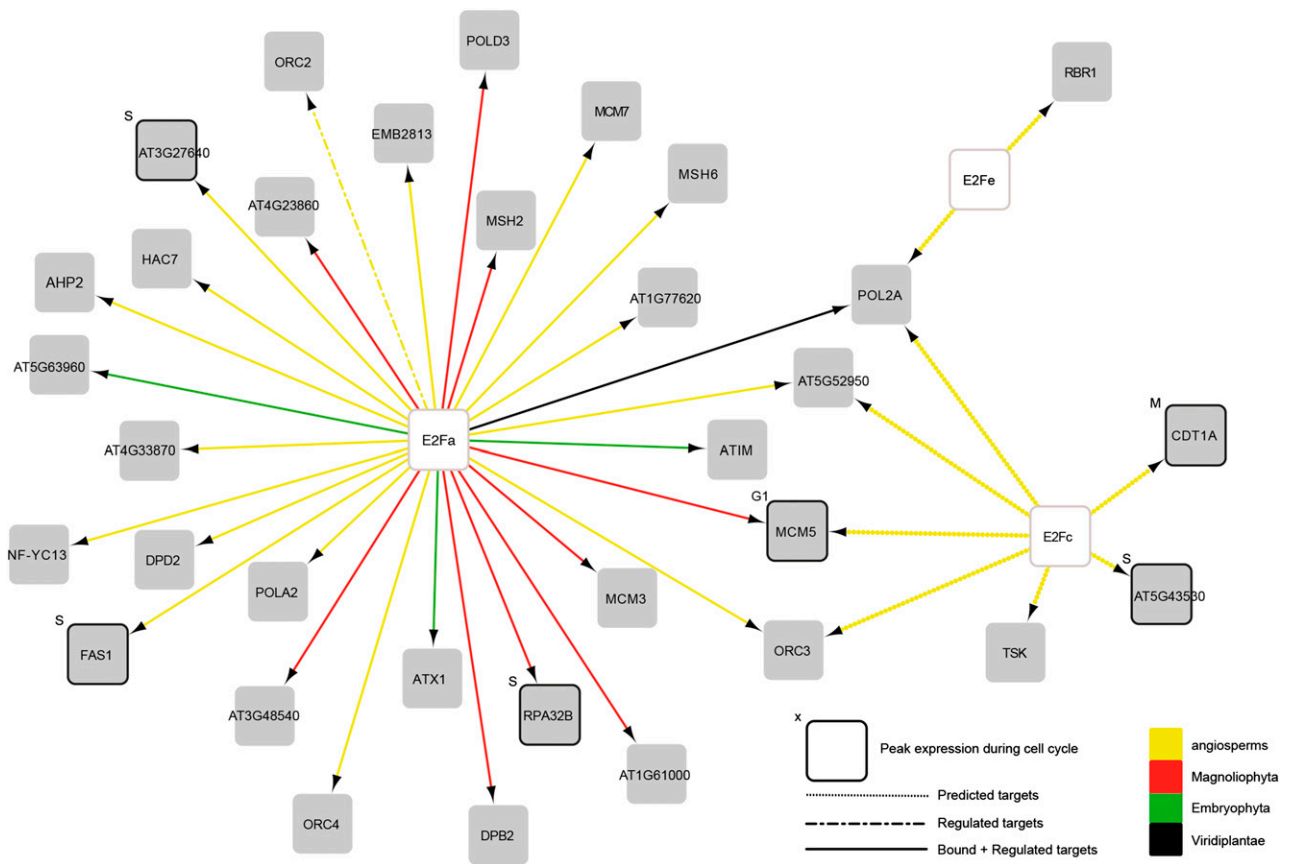 POLD3
ORC2
RBR1
MCM7
S
EMB2813
AT3G27640
MSH6
E2Fe
AT4G23860
MSH2
HAC7
AHP2
AT1G77620
POL2A
AT5G63960
AT5G52950
E2Fa
M
CDT1A
AT4G33870
ATIM
G1
MCM5
E2Fc
NF-YC13
DPD2
S
AT5G43530
POLA2
MCM3
S
FAS1
ORC3
TSK
ATX1
S
RPA32B
AT3G48540
AT1G61000
ORC4
DPB2
x
Peak expression during cell cycle
Predicted targets
Regulated targets
Bound + Regulated targets
angiosperms
Magnoliophyta
Embryophyta
Viridiplantae